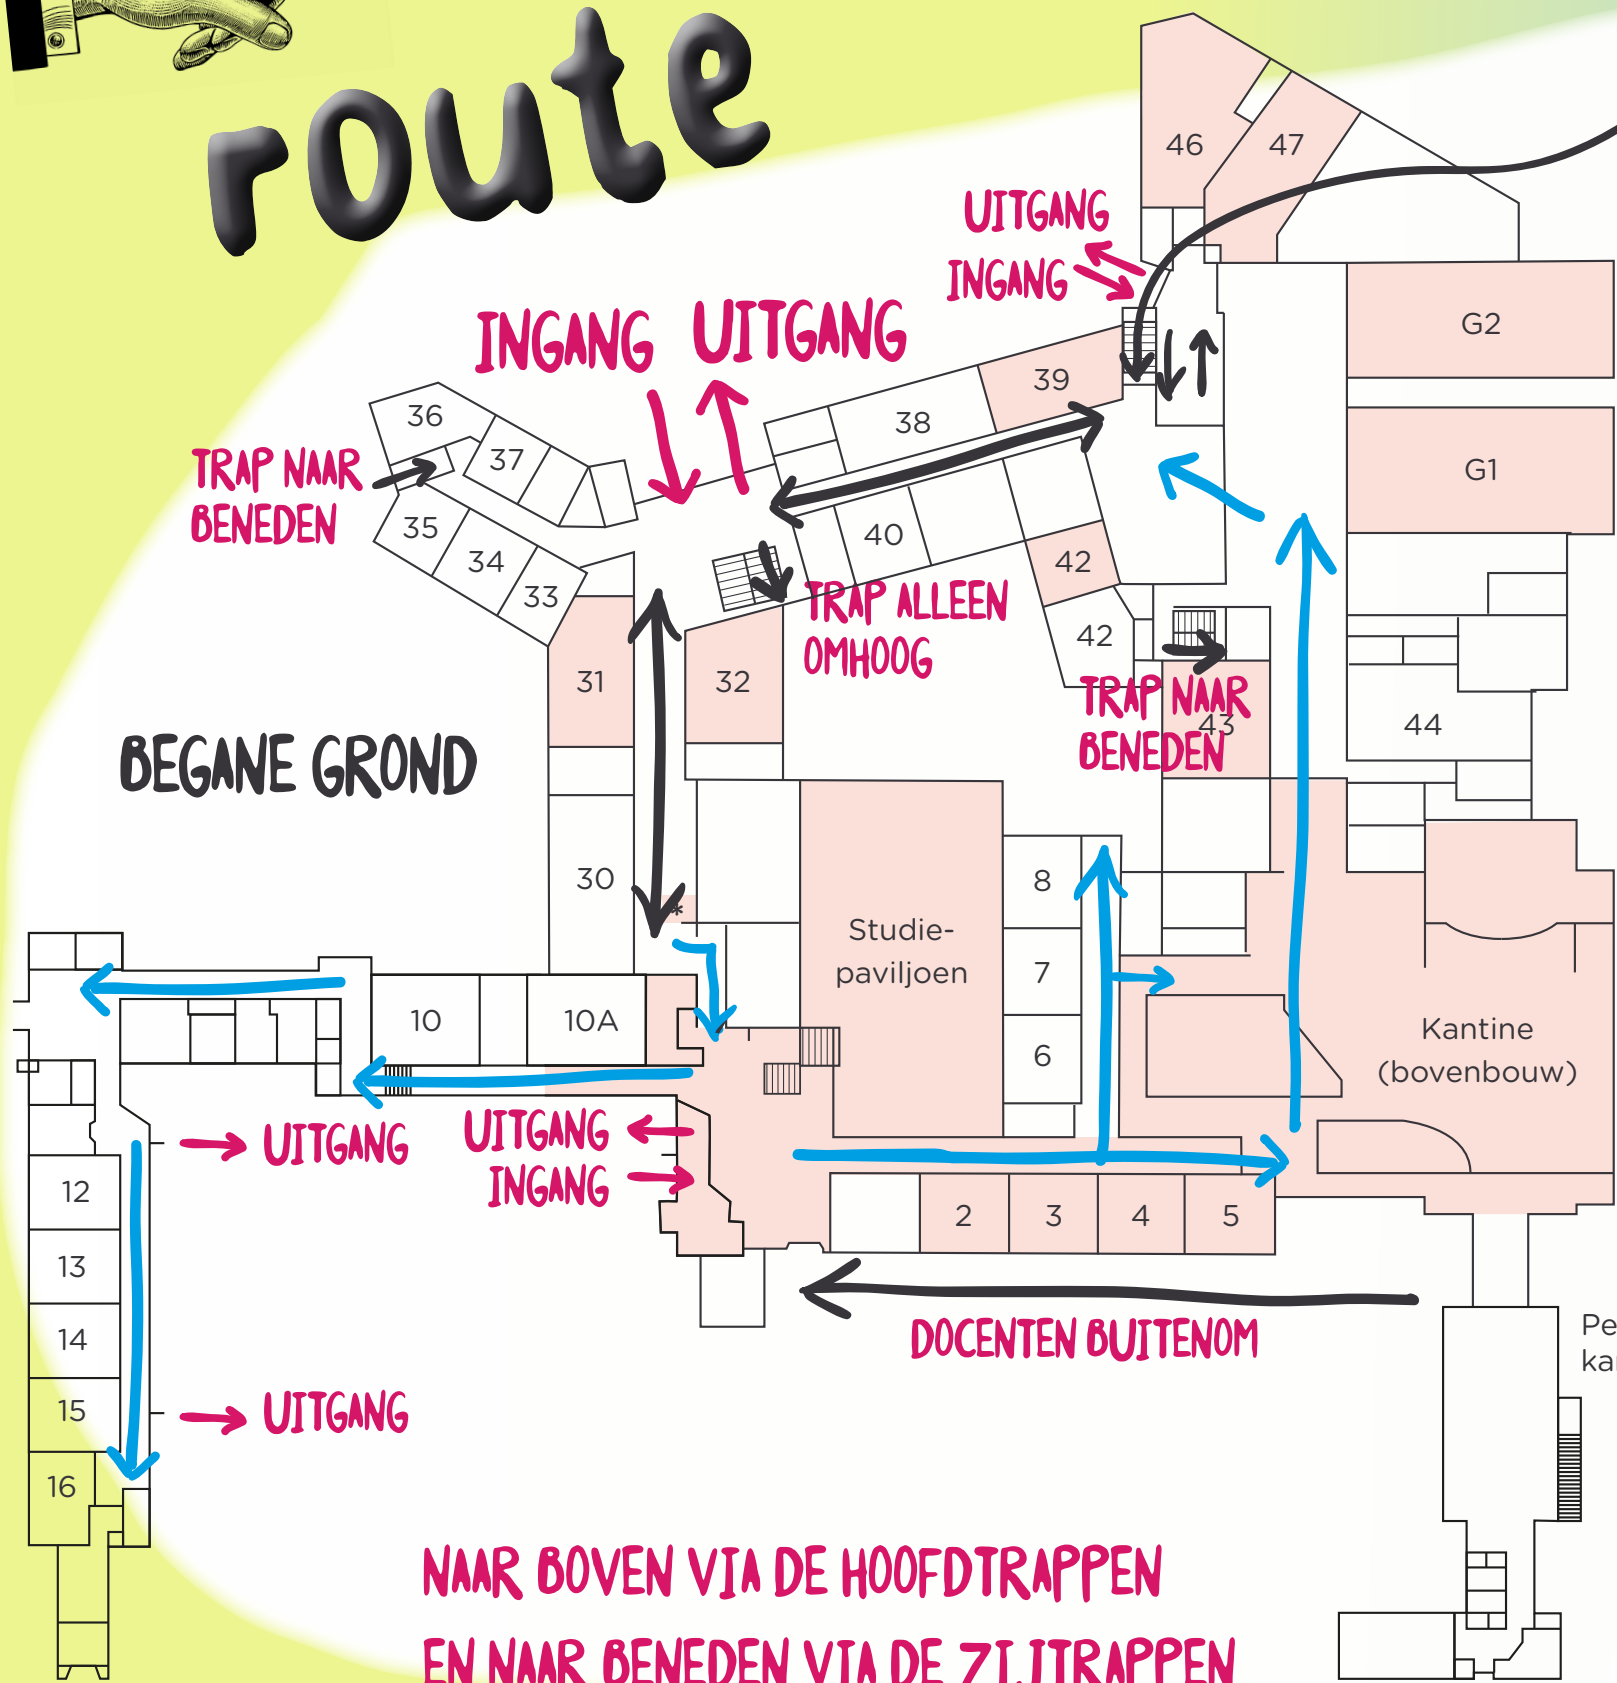 route
46
47
UITGANG
INGANG
G2
INGANG
UITGANG
39
36
38
37
TRAP NAAR
BENEDEN
G1
35
40
34
42
33
TRAP ALLEEN
OMHOOG
42
31
32
TRAP NAAR
BENEDEN
43
44
BEGANE GROND
30
8
*
Studie-
paviljoen
7
10
10A
6
Kantine
(bovenbouw)
UITGANG
UITGANG
INGANG
12
2
3
4
5
13
14
DOCENTEN BUITENOM
15
UITGANG
16
NAAR BOVEN VIA DE HOOFDTRAPPEN
EN NAAR BENEDEN VIA DE ZIJTRAPPEN